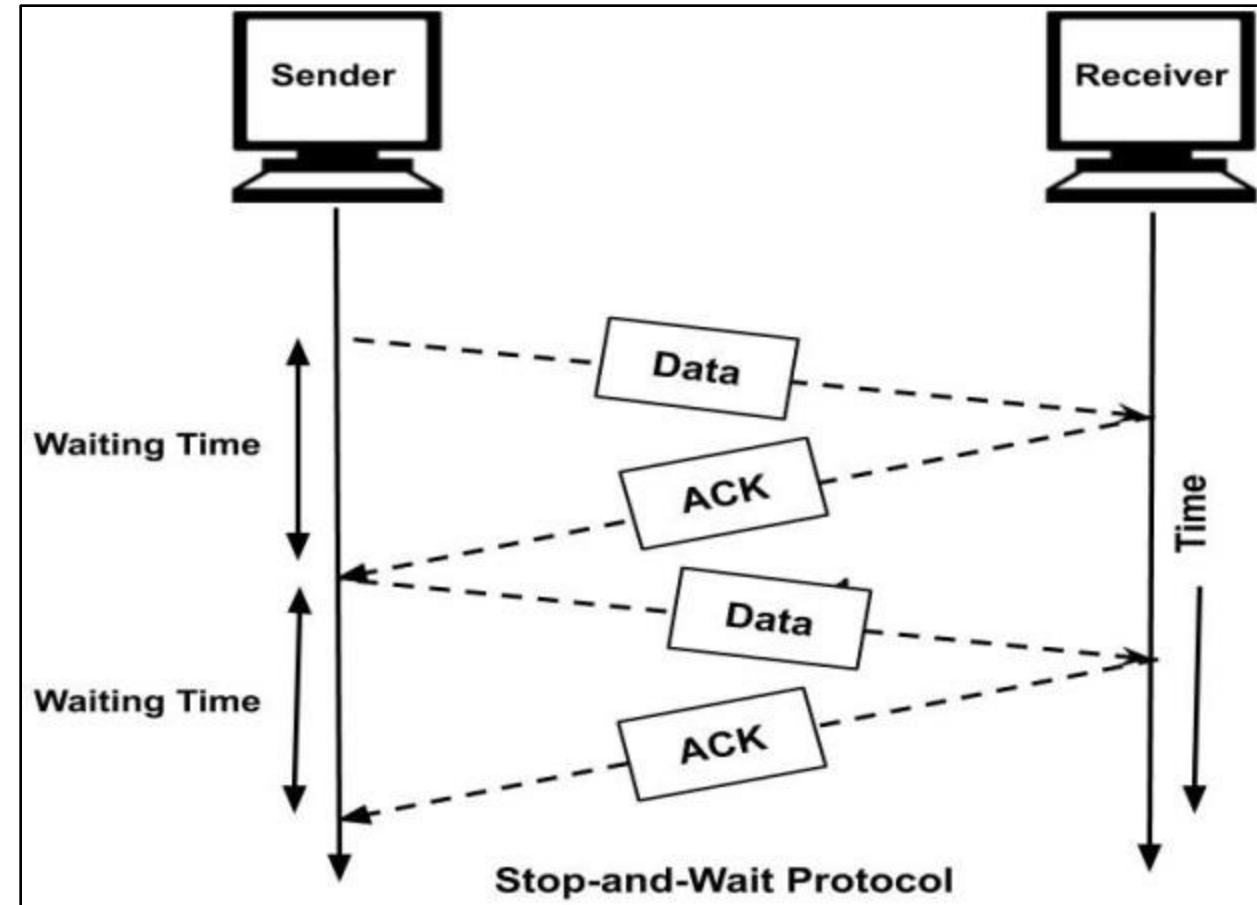 Sender
Receiver
Data
Waiting Time
ACK
Time
Data
Waiting Time
ACK
Stop-and-Wait Protocol